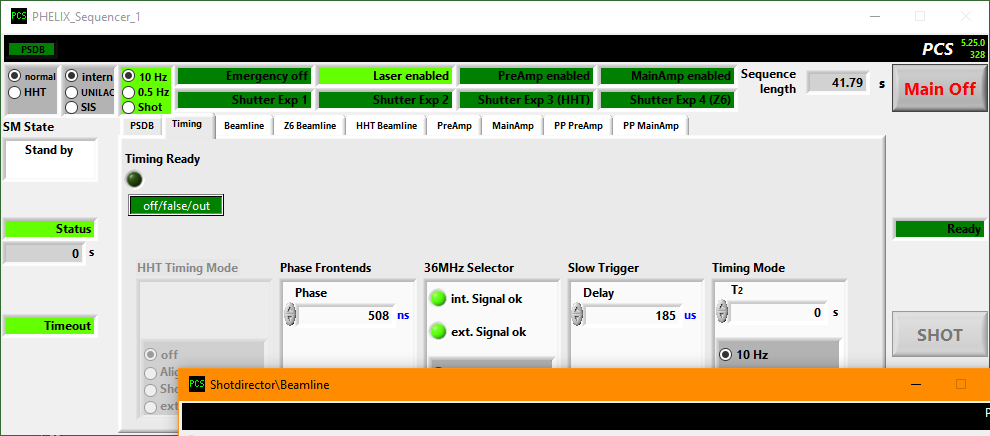 PCS PHELIX_Sequencer_1
PSDB PCS 5.25.0
328
normal intern 10 Hz Emergency off Laser enabled PreAmp enabled MainAmp enabled Sequence length 41.79 s Main Off
HHT UNILAC 0.5 Hz
SIS Shot Shutter Exp 1 Shutter Exp 2 Shutter Exp 3 (HHT) Shutter Exp 4 (Z6)
SM State PSDB Timing Beamline Z6 Beamline HHT Beamline PreAmp MainAmp PP PreAmp PP MainAmp
Stand by
Timing Ready
off/false/out
Status Ready
0 s
HHT Timing Mode Phase Frontends 36MHz Selector Slow Trigger Timing Mode
Phase int. Signal ok Delay T2
508 ns 185 us 0 s
Timeout ext. Signal ok SHOT
off 10 Hz
PCS Shotdirector\Beamline